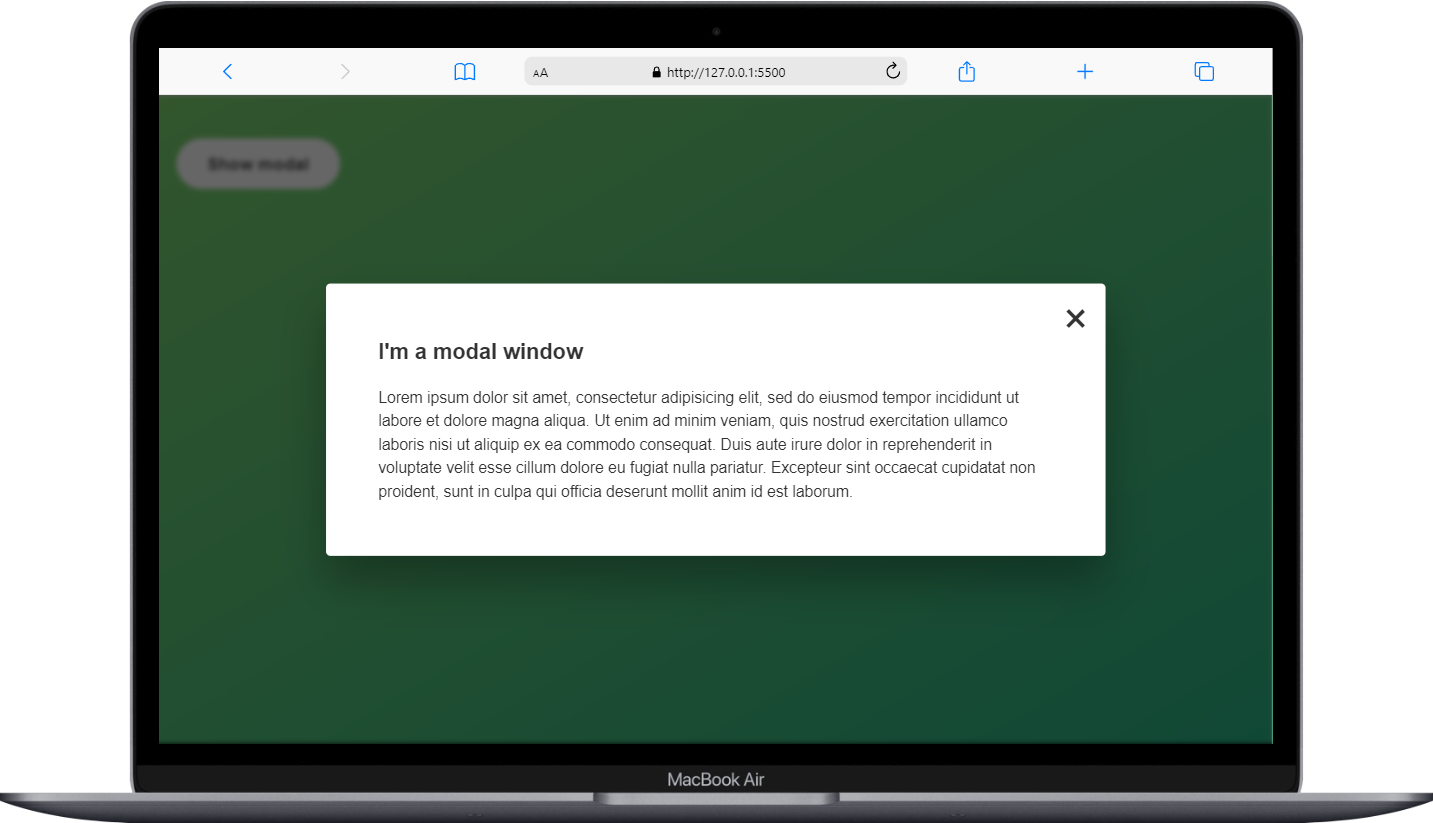 AA
http://127.0.0.1:5500
Show modal
×
I'm a modal window
Lorem ipsum dolor sit amet, consectetur adipisicing elit, sed do eiusmod tempor incididunt ut
labore et dolore magna aliqua. Ut enim ad minim veniam, quis nostrud exercitation ullamco
laboris nisi ut aliquip ex ea commodo consequat. Duis aute irure dolor in reprehenderit in
voluptate velit esse cillum dolore eu fugiat nulla pariatur. Excepteur sint occaecat cupidatat non
proident, sunt in culpa qui officia deserunt mollit anim id est laborum.
MacBook Air